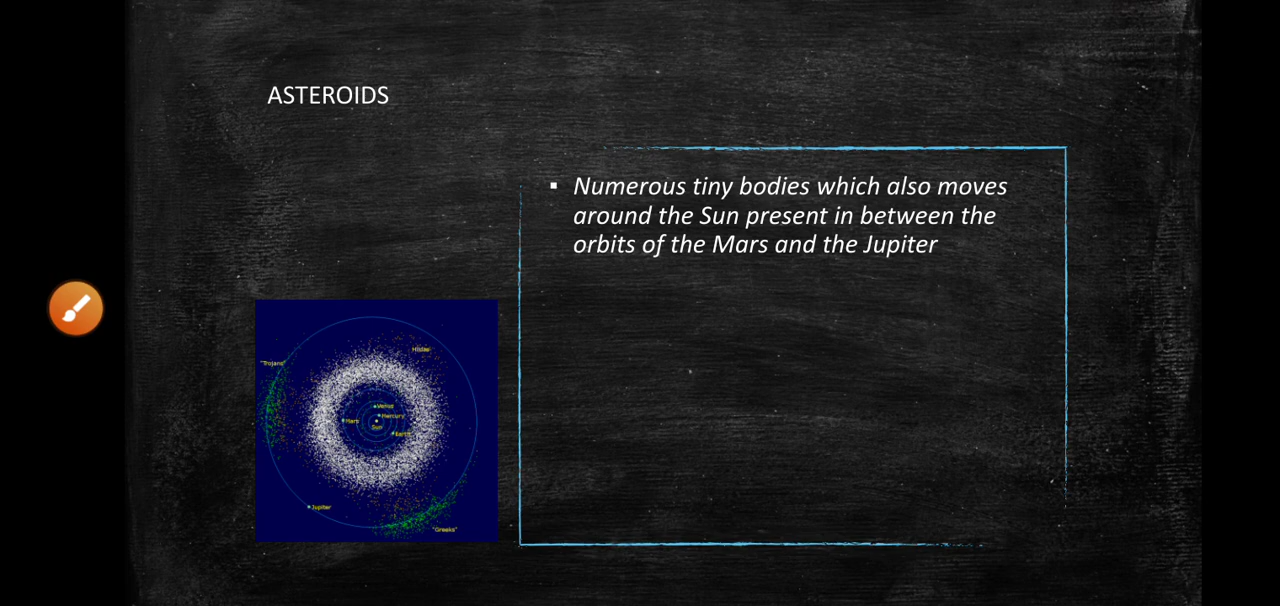 ASTEROIDS
▪ Numerous tiny bodies which also moves
around the Sun present in between the
orbits of the Mars and the Jupiter
Hildas
"Trojans"
Venus
Mercury
Mars
Sun
Earth
Jupiter
"Greeks"